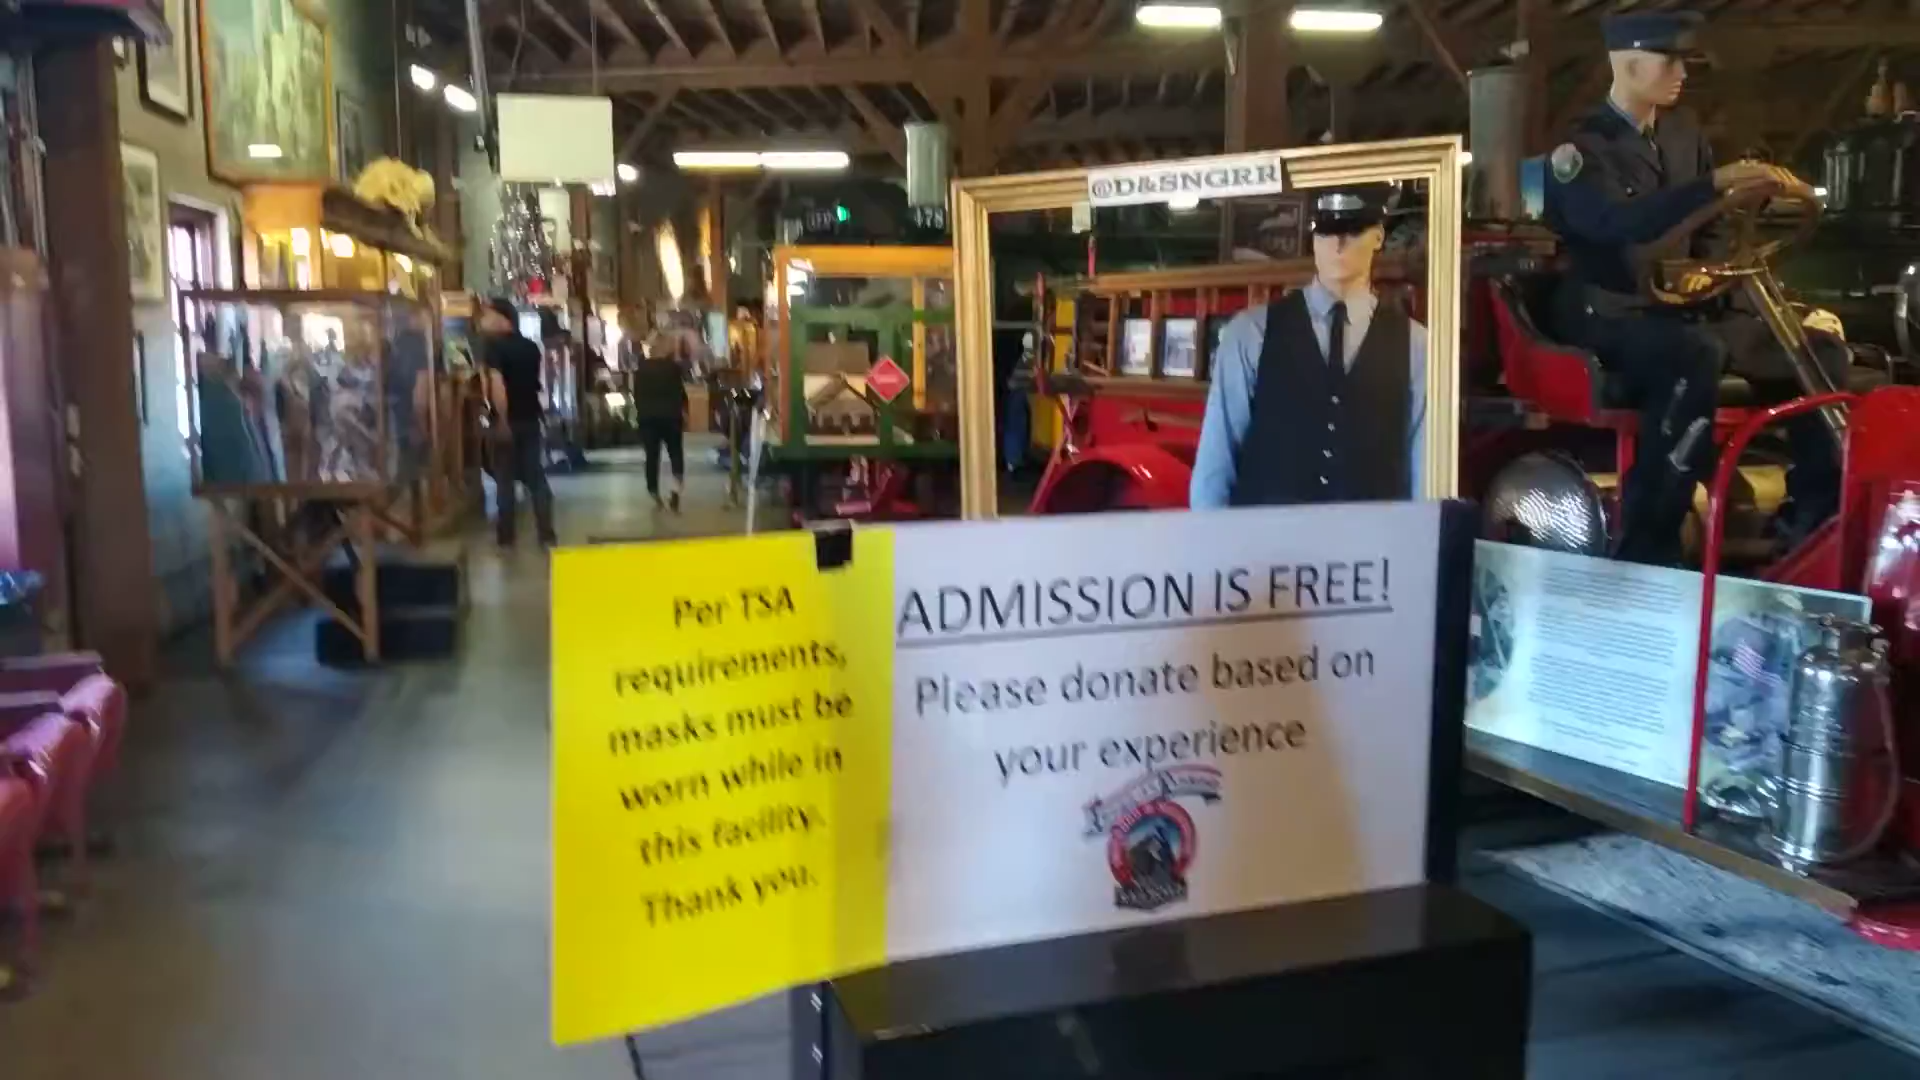 @D&SNGRR
478
Per TSA
requirements,
masks must be
worn while in
this facility.
Thank you.
ADMISSION IS FREE!
Please donate based on
your experience